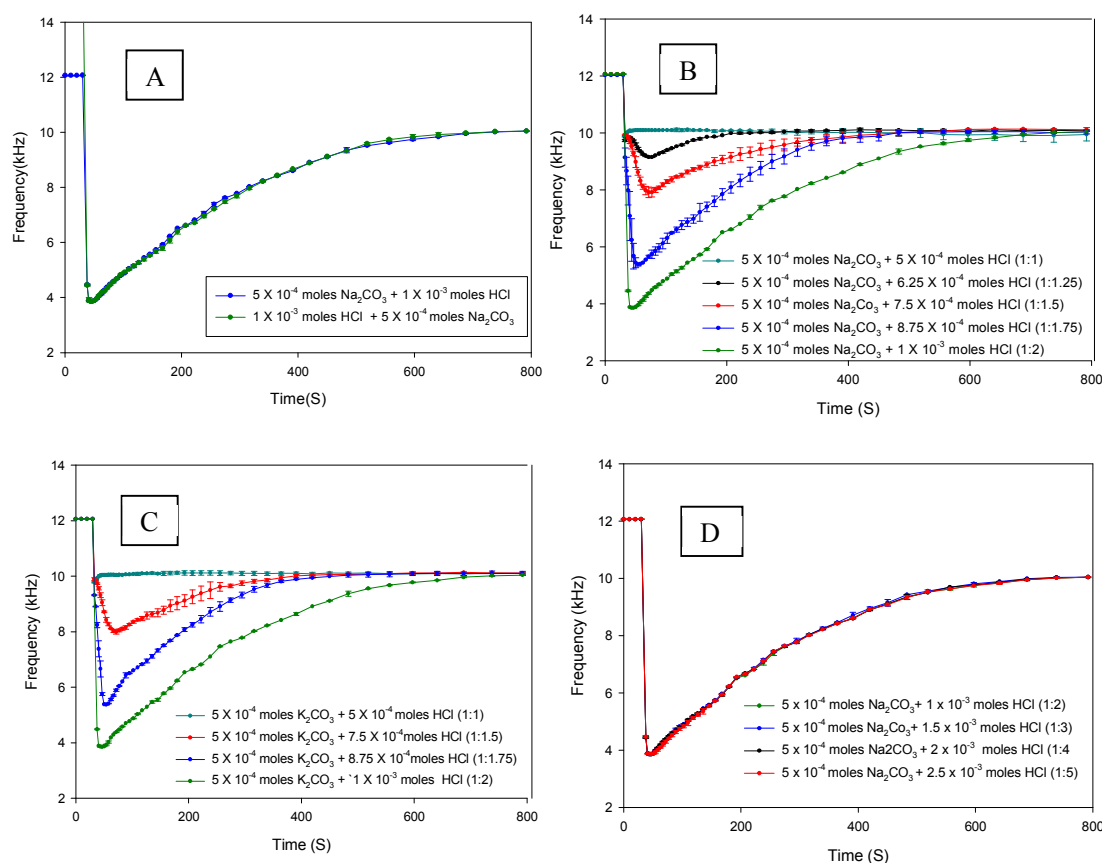 A
14
12
10
8
6
4
2
Frequency(kHz)
5 X 10⁻⁴ moles Na₂CO₃ + 1 X 10⁻³ moles HCl
1 X 10⁻³ moles HCl + 5 X 10⁻⁴ moles Na₂CO₃
0 200 400 600 800
Time(S)
B
14
12
10
8
6
4
2
Frequency (kHz)
5 X 10⁻⁴ moles Na₂CO₃ + 5 X 10⁻⁴ moles HCl (1:1)
5 X 10⁻⁴ moles Na₂CO₃ + 6.25 X 10⁻⁴ moles HCl (1:1.25)
5 X 10⁻⁴ moles Na₂Co₃ + 7.5 X 10⁻⁴ moles HCl (1:1.5)
5 X 10⁻⁴ moles Na₂CO₃ + 8.75 X 10⁻⁴ moles HCl (1:1.75)
5 X 10⁻⁴ moles Na₂CO₃ + 1 X 10⁻³ moles HCl (1:2)
0 200 400 600 800
Time (S)
C
14
12
10
8
6
4
2
Frequency (kHz)
5 X 10⁻⁴ moles K₂CO₃ + 5 X 10⁻⁴ moles HCl (1:1)
5 X 10⁻⁴ moles K₂CO₃ + 7.5 X 10⁻⁴moles HCl (1:1.5)
5 X 10⁻⁴ moles K₂CO₃ + 8.75 X 10⁻⁴moles HCl (1:1.75)
5 X 10⁻⁴ moles K₂CO₃ + `1 X 10⁻³ moles HCl (1:2)
0 200 400 600 800
Time (S)
D
14
12
10
8
6
4
2
Frequency (kHz)
5 x 10⁻⁴ moles Na₂CO₃+ 1 x 10⁻³ moles HCl (1:2)
5 x 10⁻⁴ moles Na₂Co₃+ 1.5 x 10⁻³ moles HCl (1:3)
5 x 10⁻⁴ moles Na2CO₃ + 2 x 10⁻³ moles HCl (1:4
5 x 10⁻⁴ moles Na₂CO₃ + 2.5 x 10⁻³ moles HCl (1:5)
0 200 400 600 800
Time (S)